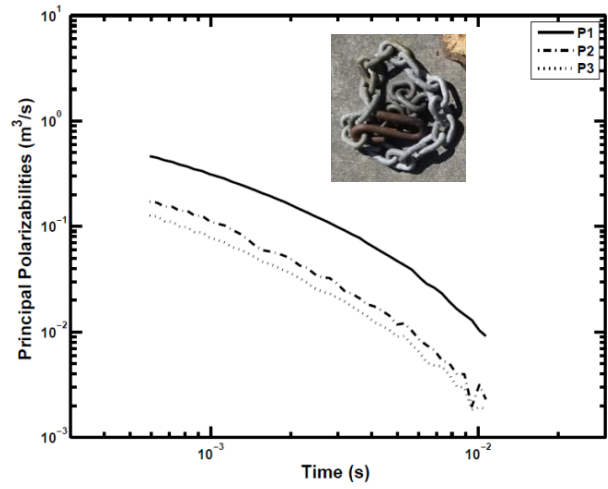 P1
P2
P3
10²
10¹
10⁰
10⁻¹
10⁻²
10⁻³
Principal Polarizabilities (m³/s)
10⁻³
10⁻²
Time (s)